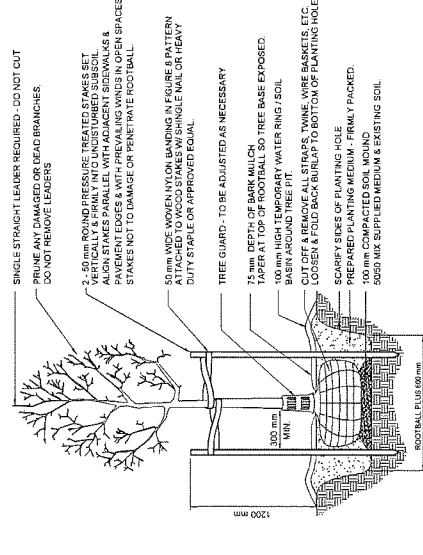 SINGLE STRAIGHT LEADER REQUIRED - DO NOT CUT
PRUNE ANY DAMAGED OR DEAD BRANCHES,
DO NOT REMOVE LEADERS
2 - 50 mm ROUND PRESSURE TREATED STAKES SET
VERTICALLY & FIRMLY INTO UNDISTURBED SUBSOIL.
ALIGN STAKES PARALLEL WITH ADJACENT SIDEWALKS &
PAVEMENT EDGES & WITH PREVAILING WINDS IN OPEN SPACES
STAKES NOT TO DAMAGE OR PENETRATE ROOTBALL.
50 mm WIDE WOVEN NYLON BANDING IN FIGURE 8 PATTERN
ATTACHED TO WOOD STAKES W/ SHINGLE NAIL OR HEAVY
DUTY STAPLE OR APPROVED EQUAL.
TREE GUARD - TO BE ADJUSTED AS NECESSARY
75 mm DEPTH OF BARK MULCH
TAPER AT TOP OF ROOTBALL SO TREE BASE EXPOSED.
100 mm HIGH TEMPORARY WATER RING / SOIL
BASIN AROUND TREE PIT.
CUT OFF & REMOVE ALL STRAPS, TWINE, WIRE BASKETS, ETC.
LOOSEN & FOLD BACK BURLAP TO BOTTOM OF PLANTING HOLE
SCARIFY SIDES OF PLANTING HOLE
PREPARED PLANTING MEDIUM - FIRMLY PACKED.
100 mm COMPACTED SOIL MOUND
50/50 MIX SUPPLIED MEDIUM & EXISTING SOIL.
300 mm
MIN.
1200 mm
ROOTBALL PLUS 600 mm